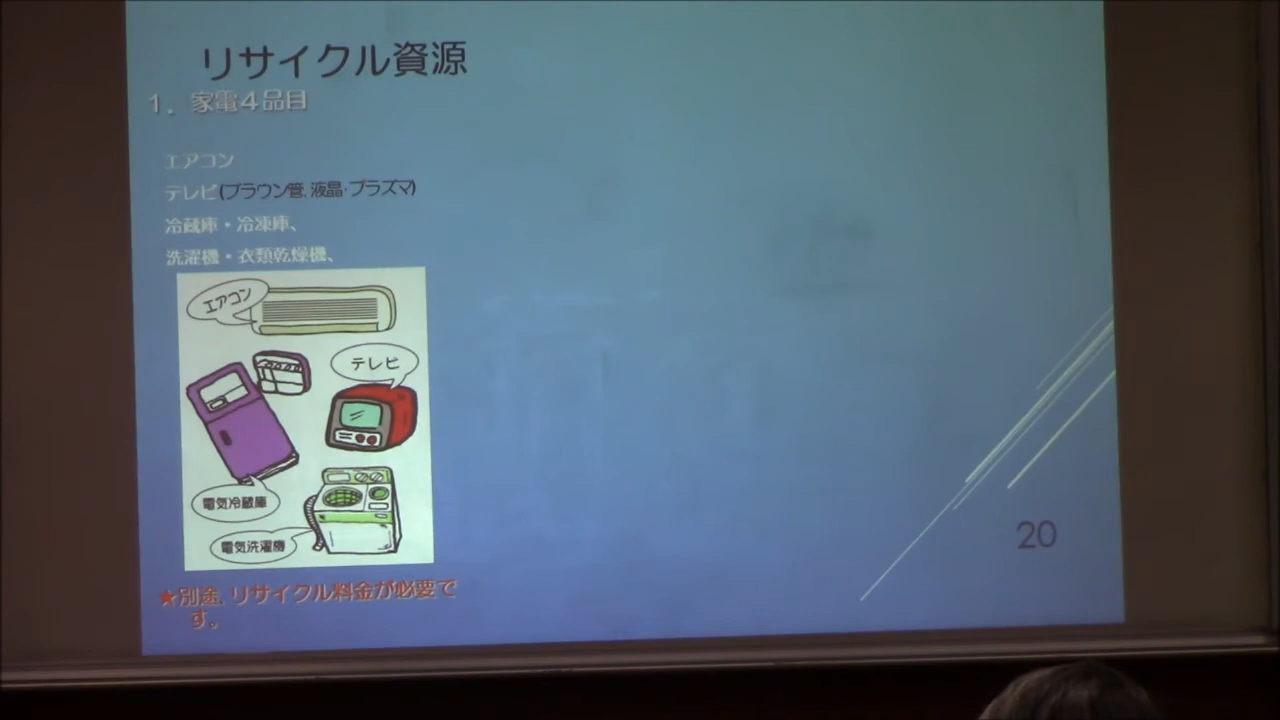 リサイクル資源
1．家電４品目
エアコン
テレビ(ブラウン管、液晶・プラズマ)
冷蔵庫・冷凍庫、
洗濯機・衣類乾燥機、
エアコン
テレビ
電気冷蔵庫
電気洗濯機
★別途、リサイクル料金が必要で
す。
20